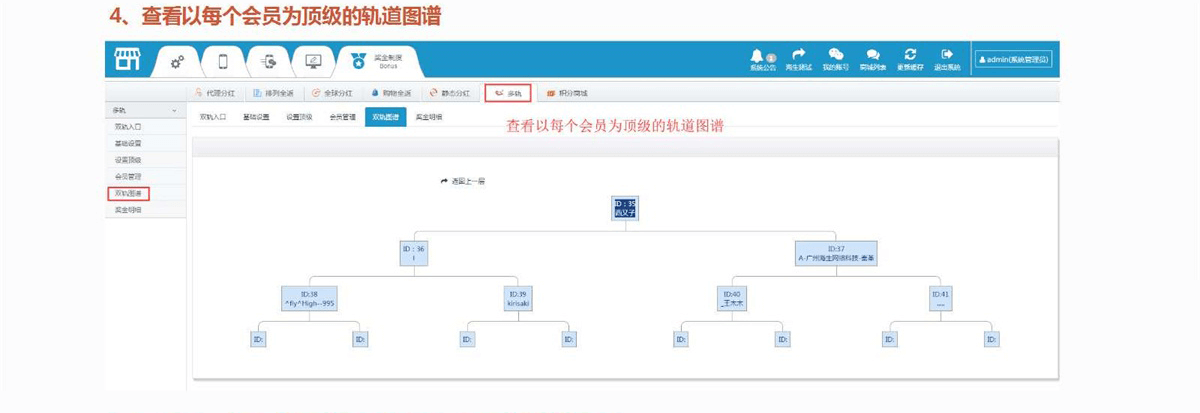 4、查看以每个会员为顶级的轨道图谱
奖金制度
Bonus
系统公告
1
再生测试
我的账号
商城列表
更新缓存
退出系统
admin(系统管理员)
代理分红
排列全返
全球分红
购物全返
静态分红
多轨
积分商城
多轨
双轨入口
基础设置
设置顶级
会员管理
双轨图谱
奖金明细
双轨入口
基础设置
设置顶级
会员管理
双轨图谱
奖金明细
查看以每个会员为顶级的轨道图谱
返回上一层
ID：35
ID：36
ID:37
A-广州海生网络科技-秦革
ID:38
^fly^High--995
ID:39
kirisaki
ID:40
_王木木
ID:41
ID:
ID:
ID:
ID:
ID:
ID:
ID:
ID: